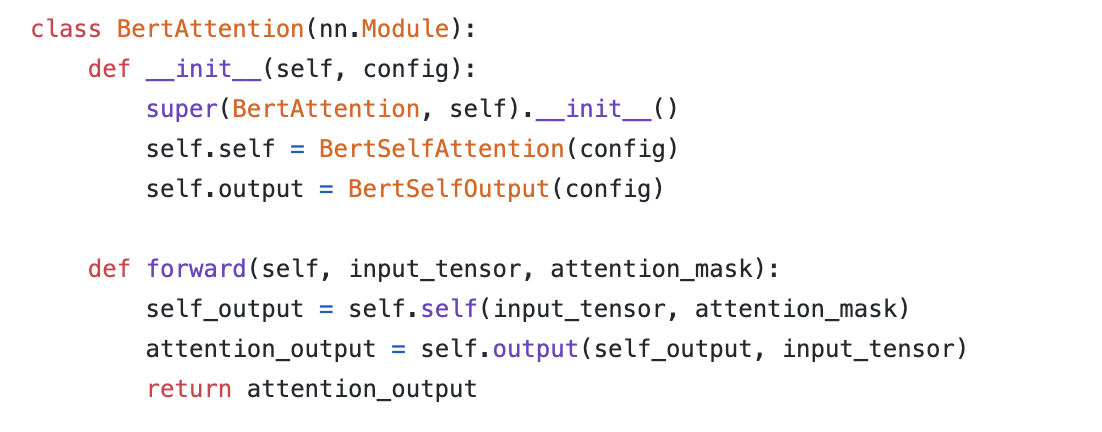 class BertAttention(nn.Module):
    def __init__(self, config):
        super(BertAttention, self).__init__()
        self.self = BertSelfAttention(config)
        self.output = BertSelfOutput(config)

    def forward(self, input_tensor, attention_mask):
        self_output = self.self(input_tensor, attention_mask)
        attention_output = self.output(self_output, input_tensor)
        return attention_output